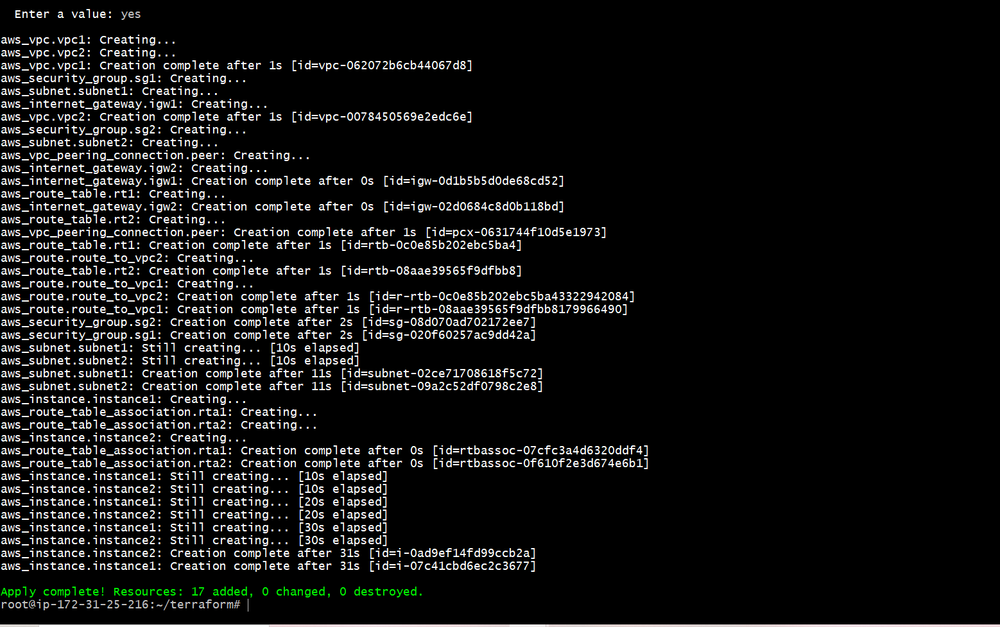 Enter a value: yes
aws_vpc.vpc1: Creating...
aws_vpc.vpc2: Creating...
aws_vpc.vpc1: Creation complete after 1s [id=vpc-062072b6cb44067d8]
aws_security_group.sg1: Creating...
aws_subnet.subnet1: Creating...
aws_internet_gateway.igw1: Creating...
aws_vpc.vpc2: Creation complete after 1s [id=vpc-0078450569e2edc6e]
aws_security_group.sg2: Creating...
aws_subnet.subnet2: Creating...
aws_vpc_peering_connection.peer: Creating...
aws_internet_gateway.igw2: Creating...
aws_internet_gateway.igw1: Creation complete after 0s [id=igw-0d1b5b5d0de68cd52]
aws_route_table.rt1: Creating...
aws_internet_gateway.igw2: Creation complete after 0s [id=igw-02d0684c8d0b118bd]
aws_route_table.rt2: Creating...
aws_vpc_peering_connection.peer: Creation complete after 1s [id=pcx-0631744f10d5e1973]
aws_route_table.rt1: Creation complete after 1s [id=rtb-0c0e85b202ebc5ba4]
aws_route.route_to_vpc2: Creating...
aws_route_table.rt2: Creation complete after 1s [id=rtb-08aae39565f9dfbb8]
aws_route.route_to_vpc1: Creating...
aws_route.route_to_vpc2: Creation complete after 1s [id=r-rtb-0c0e85b202ebc5ba43322942084]
aws_route.route_to_vpc1: Creation complete after 1s [id=r-rtb-08aae39565f9dfbb8179966490]
aws_security_group.sg2: Creation complete after 2s [id=sg-08d070ad702172ee7]
aws_security_group.sg1: Creation complete after 2s [id=sg-020f60257ac9dd42a]
aws_subnet.subnet1: Still creating... [10s elapsed]
aws_subnet.subnet2: Still creating... [10s elapsed]
aws_subnet.subnet1: Creation complete after 11s [id=subnet-02ce71708618f5c72]
aws_subnet.subnet2: Creation complete after 11s [id=subnet-09a2c52df0798c2e8]
aws_instance.instance1: Creating...
aws_route_table_association.rta1: Creating...
aws_route_table_association.rta2: Creating...
aws_instance.instance2: Creating...
aws_route_table_association.rta1: Creation complete after 0s [id=rtbassoc-07cfc3a4d6320ddf4]
aws_route_table_association.rta2: Creation complete after 0s [id=rtbassoc-0f610f2e3d674e6b1]
aws_instance.instance1: Still creating... [10s elapsed]
aws_instance.instance2: Still creating... [10s elapsed]
aws_instance.instance1: Still creating... [20s elapsed]
aws_instance.instance2: Still creating... [20s elapsed]
aws_instance.instance1: Still creating... [30s elapsed]
aws_instance.instance2: Still creating... [30s elapsed]
aws_instance.instance2: Creation complete after 31s [id=i-0ad9ef14fd99ccb2a]
aws_instance.instance1: Creation complete after 31s [id=i-07c41cbd6ec2c3677]
Apply complete! Resources: 17 added, 0 changed, 0 destroyed.
root@ip-172-31-25-216:~/terraform#